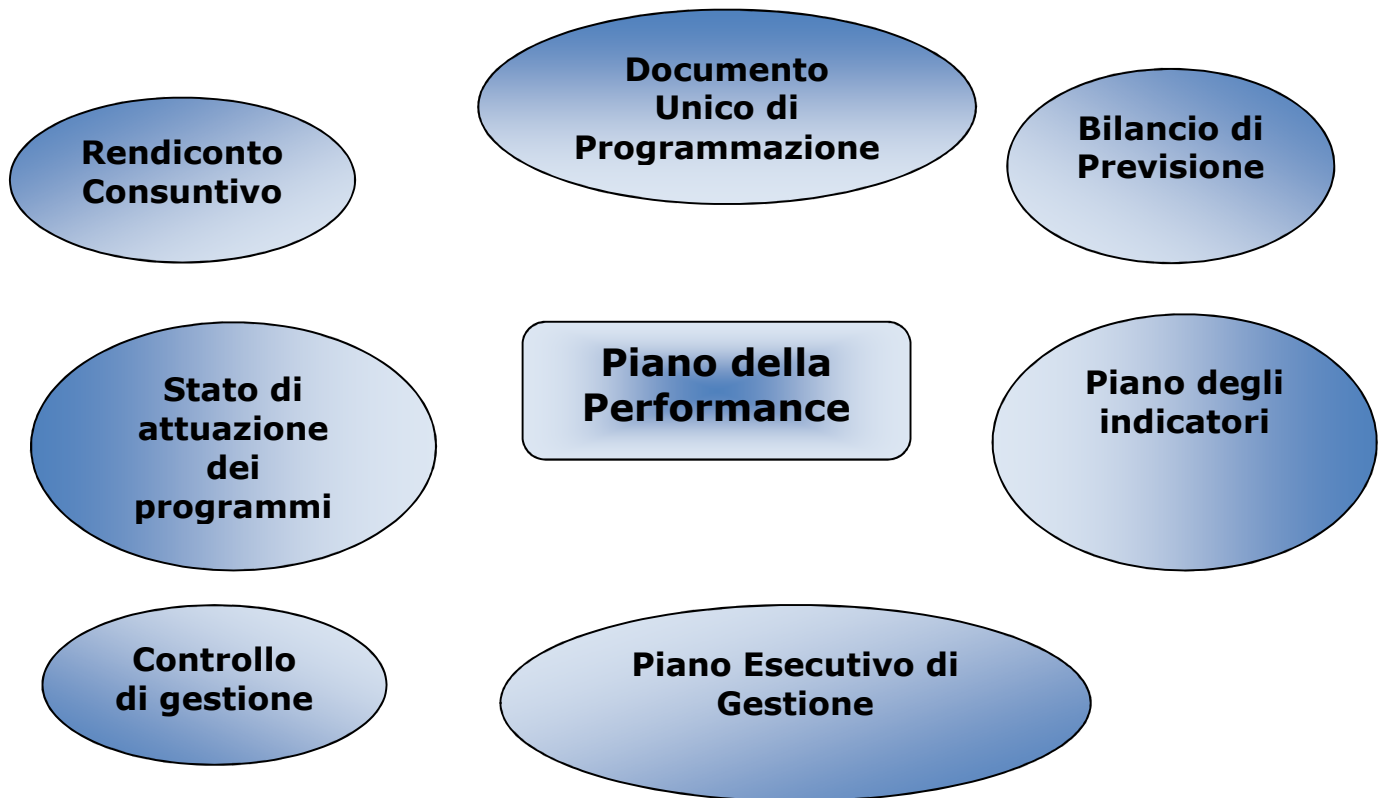 Documento
Unico di
Programmazione
Rendiconto
Consuntivo
Bilancio di
Previsione
Piano della
Performance
Stato di
attuazione
dei
programmi
Piano degli
indicatori
Controllo
di gestione
Piano Esecutivo di
Gestione